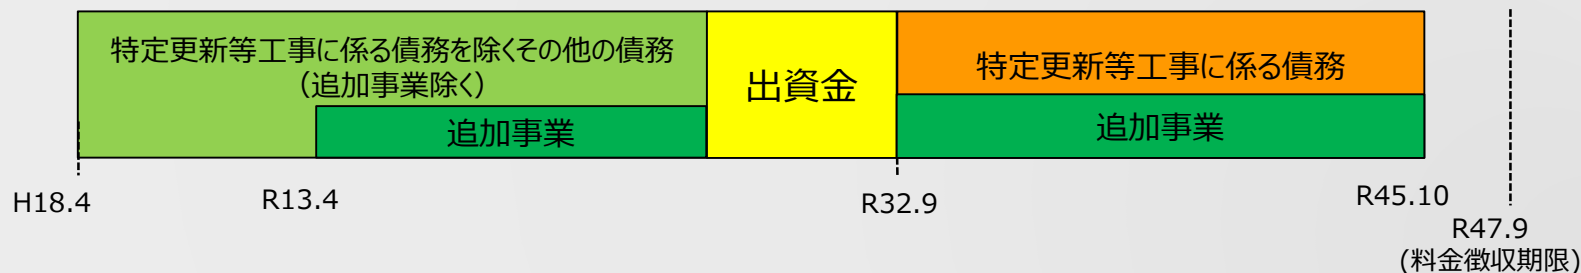 特定更新等工事に係る債務を除くその他の債務
（追加事業除く）
追加事業
出資金
特定更新等工事に係る債務
追加事業
H18.4
R13.4
R32.9
R45.10
R47.9
(料金徴収期限)